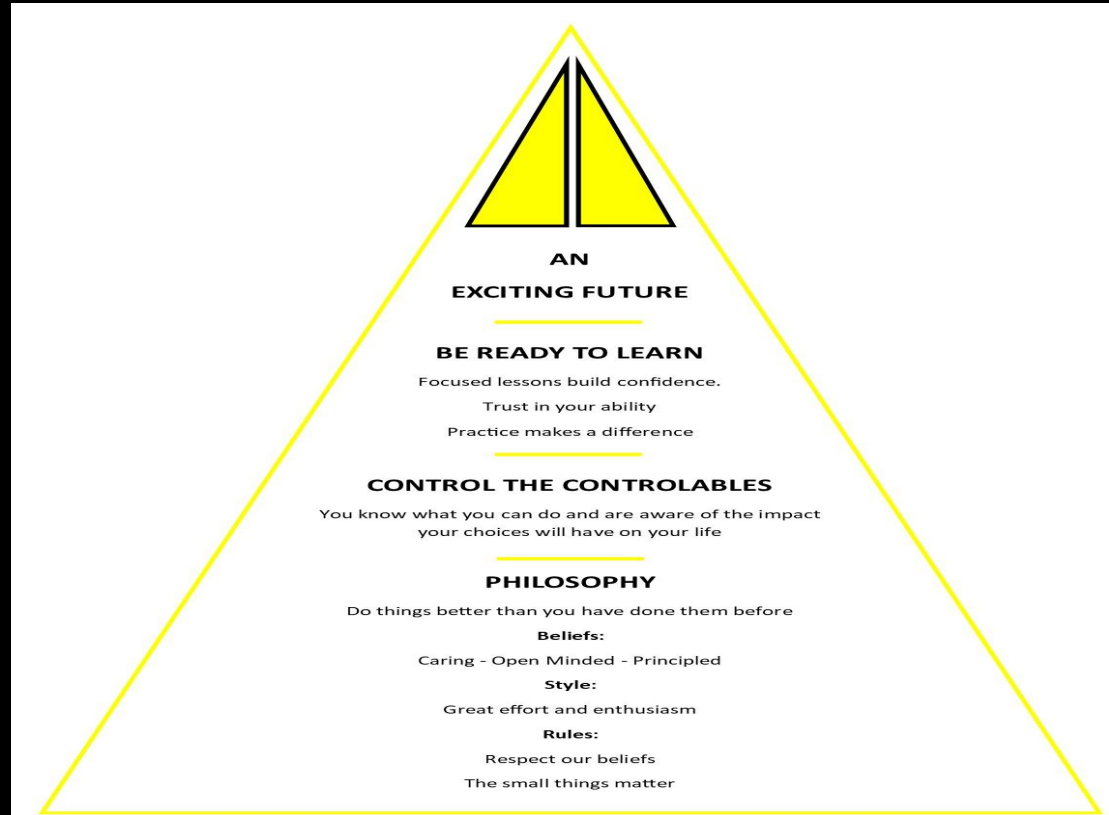 AN
EXCITING FUTURE
BE READY TO LEARN
Focused lessons build confidence.
Trust in your ability
Practice makes a difference
CONTROL THE CONTROLABLES
You know what you can do and are aware of the impact
your choices will have on your life
PHILOSOPHY
Do things better than you have done them before
Beliefs:
Caring - Open Minded - Principled
Style:
Great effort and enthusiasm
Rules:
Respect our beliefs
The small things matter